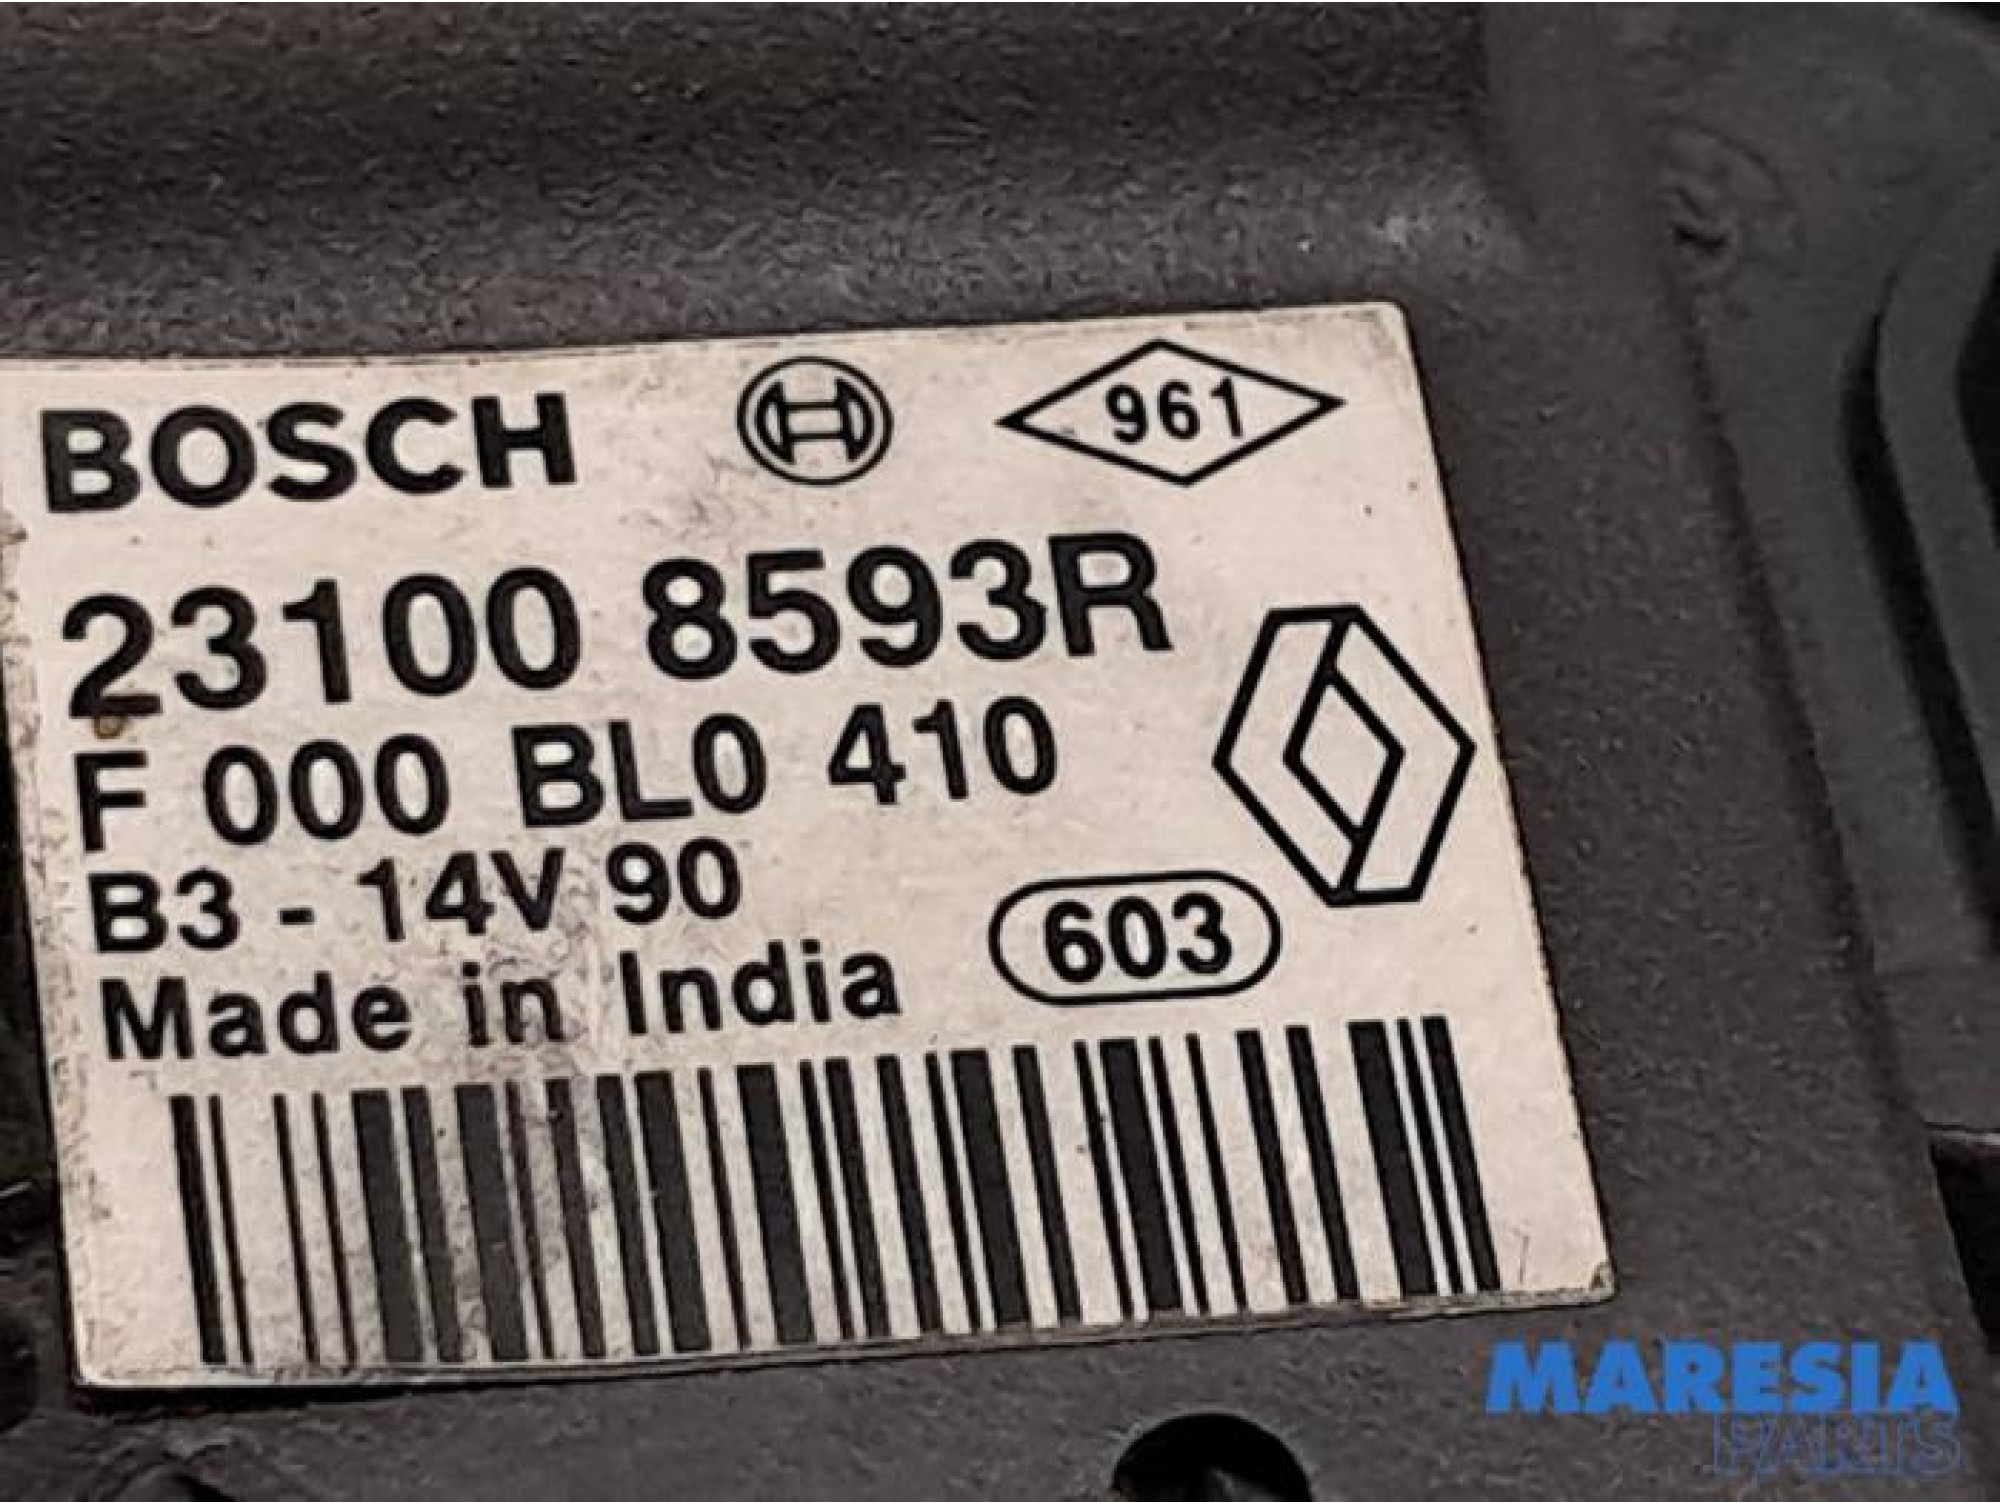 BOSCH 961
23100 8593R
F 000 BL0 410
B3 - 14V 90
Made in India 603
MARESIA
PARTS